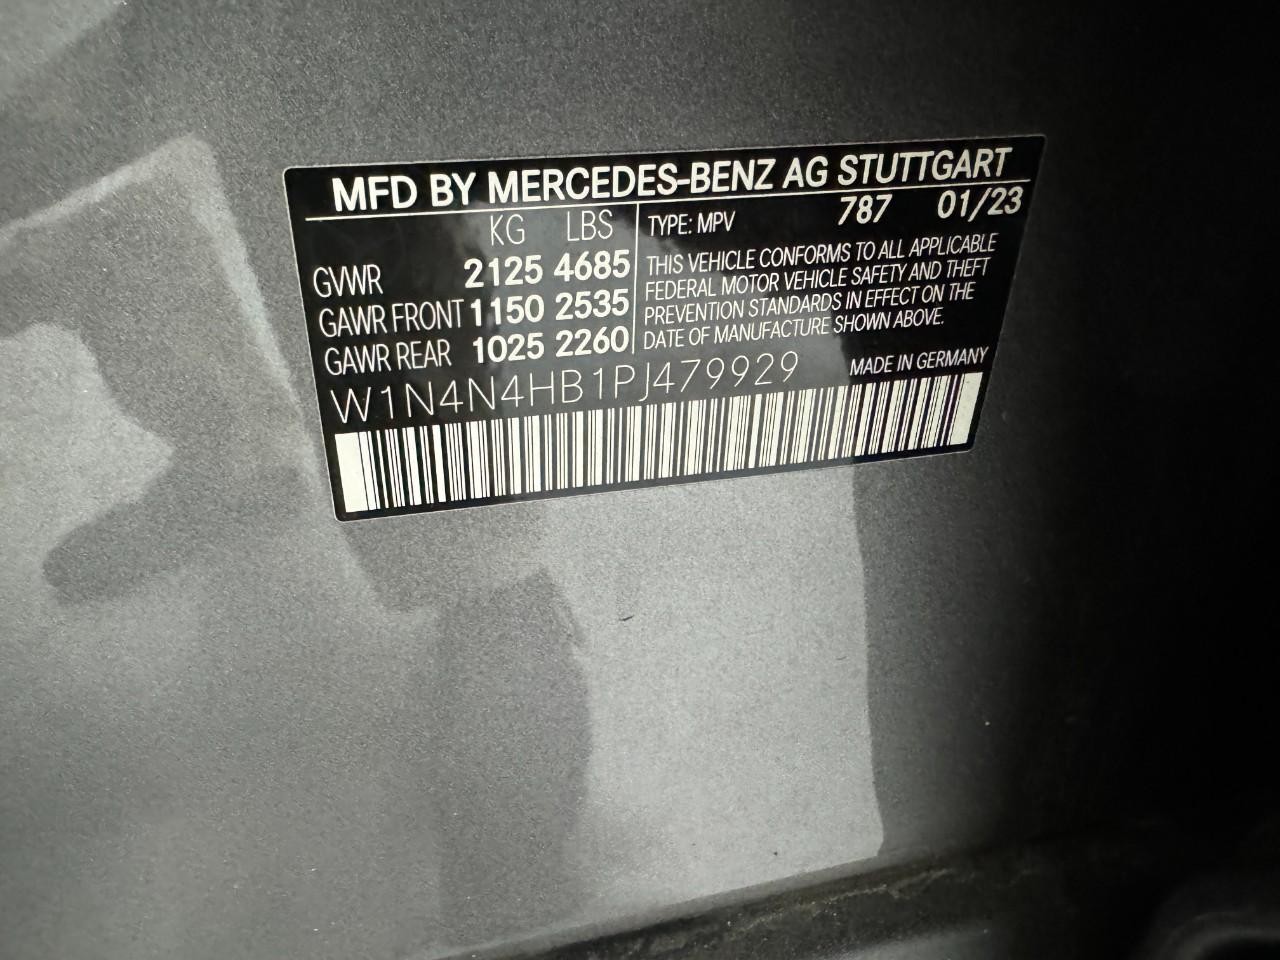 MFD BY MERCEDES-BENZ AG STUTTGART
KG LBS
GVWR 2125 4685
GAWR FRONT 1150 2535
GAWR REAR 1025 2260
TYPE: MPV 787 01/23
THIS VEHICLE CONFORMS TO ALL APPLICABLE
FEDERAL MOTOR VEHICLE SAFETY AND THEFT
PREVENTION STANDARDS IN EFFECT ON THE
DATE OF MANUFACTURE SHOWN ABOVE.
W1N4N4HB1PJ479929 MADE IN GERMANY